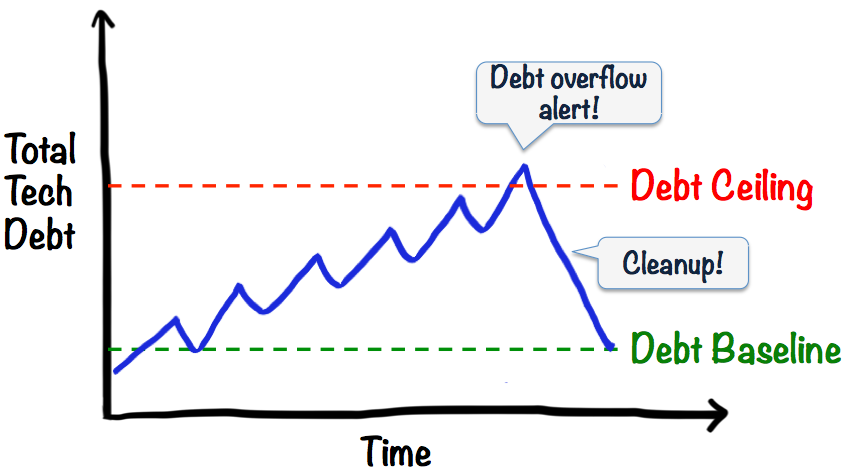 Debt overflow
alert!
Total
Tech
Debt
Debt Ceiling
Cleanup!
Debt Baseline
Time